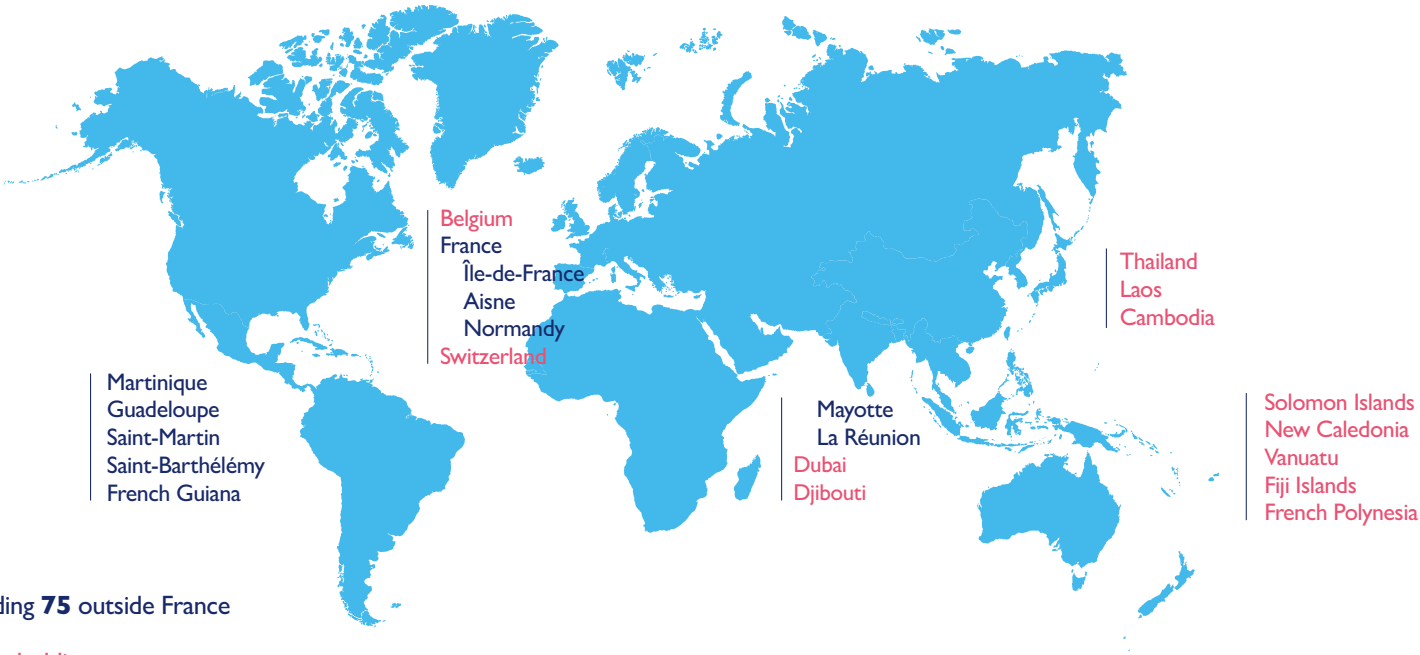 Belgium
France
Île-de-France
Aisne
Normandy
Switzerland
Thailand
Laos
Cambodia
Martinique
Guadeloupe
Saint-Martin
Saint-Barthélémy
French Guiana
Mayotte
La Réunion
Dubai
Djibouti
Solomon Islands
New Caledonia
Vanuatu
Fiji Islands
French Polynesia
75 outside France